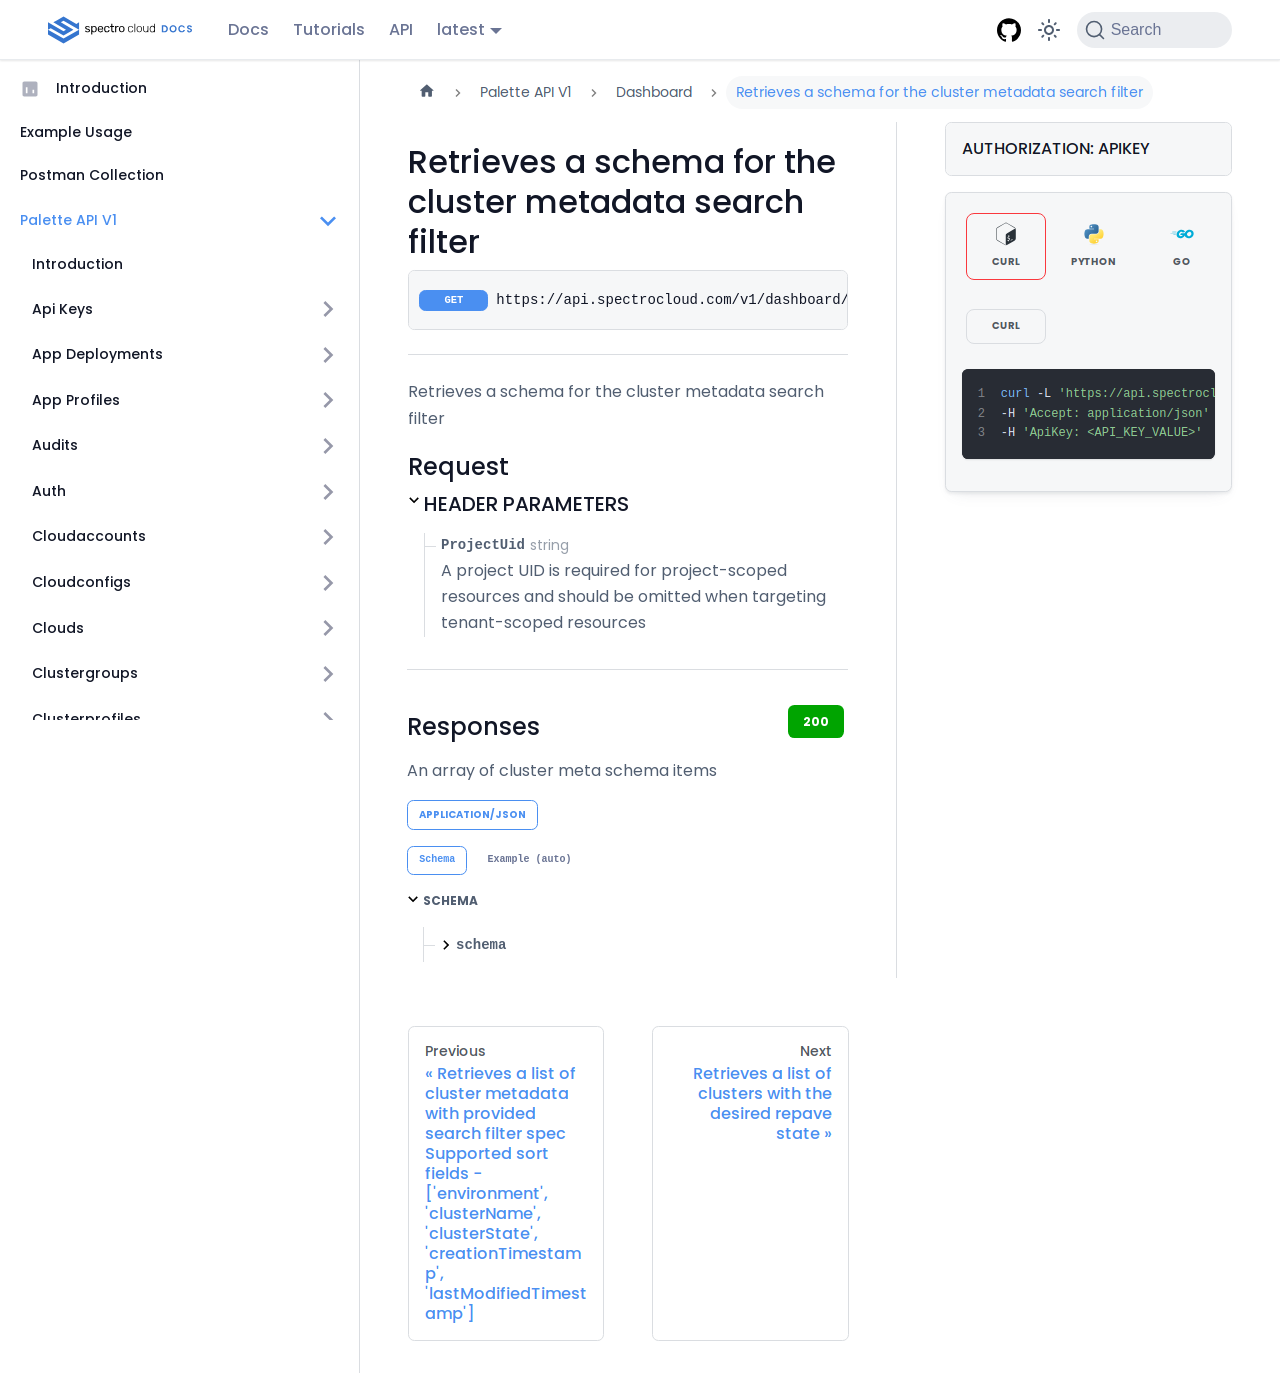 spectro cloud DOCS
Docs Tutorials API latest
Search
Introduction
Example Usage
Postman Collection
Palette API V1
Introduction
Api Keys
App Deployments
App Profiles
Audits
Auth
Cloudaccounts
Cloudconfigs
Clouds
Clustergroups
Clusterprofiles
Palette API V1 Dashboard Retrieves a schema for the cluster metadata search filter
Retrieves a schema for the
cluster metadata search
filter
GET https://api.spectrocloud.com/v1/dashboard/
Retrieves a schema for the cluster metadata search
filter
Request
HEADER PARAMETERS
ProjectUid string
A project UID is required for project-scoped
resources and should be omitted when targeting
tenant-scoped resources
Responses
200
An array of cluster meta schema items
APPLICATION/JSON
Schema Example (auto)
SCHEMA
schema
Previous
« Retrieves a list of
cluster metadata
with provided
search filter spec
Supported sort
fields -
['environment',
'clusterName',
'clusterState',
'creationTimestam
p',
'lastModifiedTimest
amp']
Next
Retrieves a list of
clusters with the
desired repave
state »
AUTHORIZATION: APIKEY
CURL PYTHON GO
CURL
1 curl -L 'https://api.spectrocl
2 -H 'Accept: application/json'
3 -H 'ApiKey: <API_KEY_VALUE>'